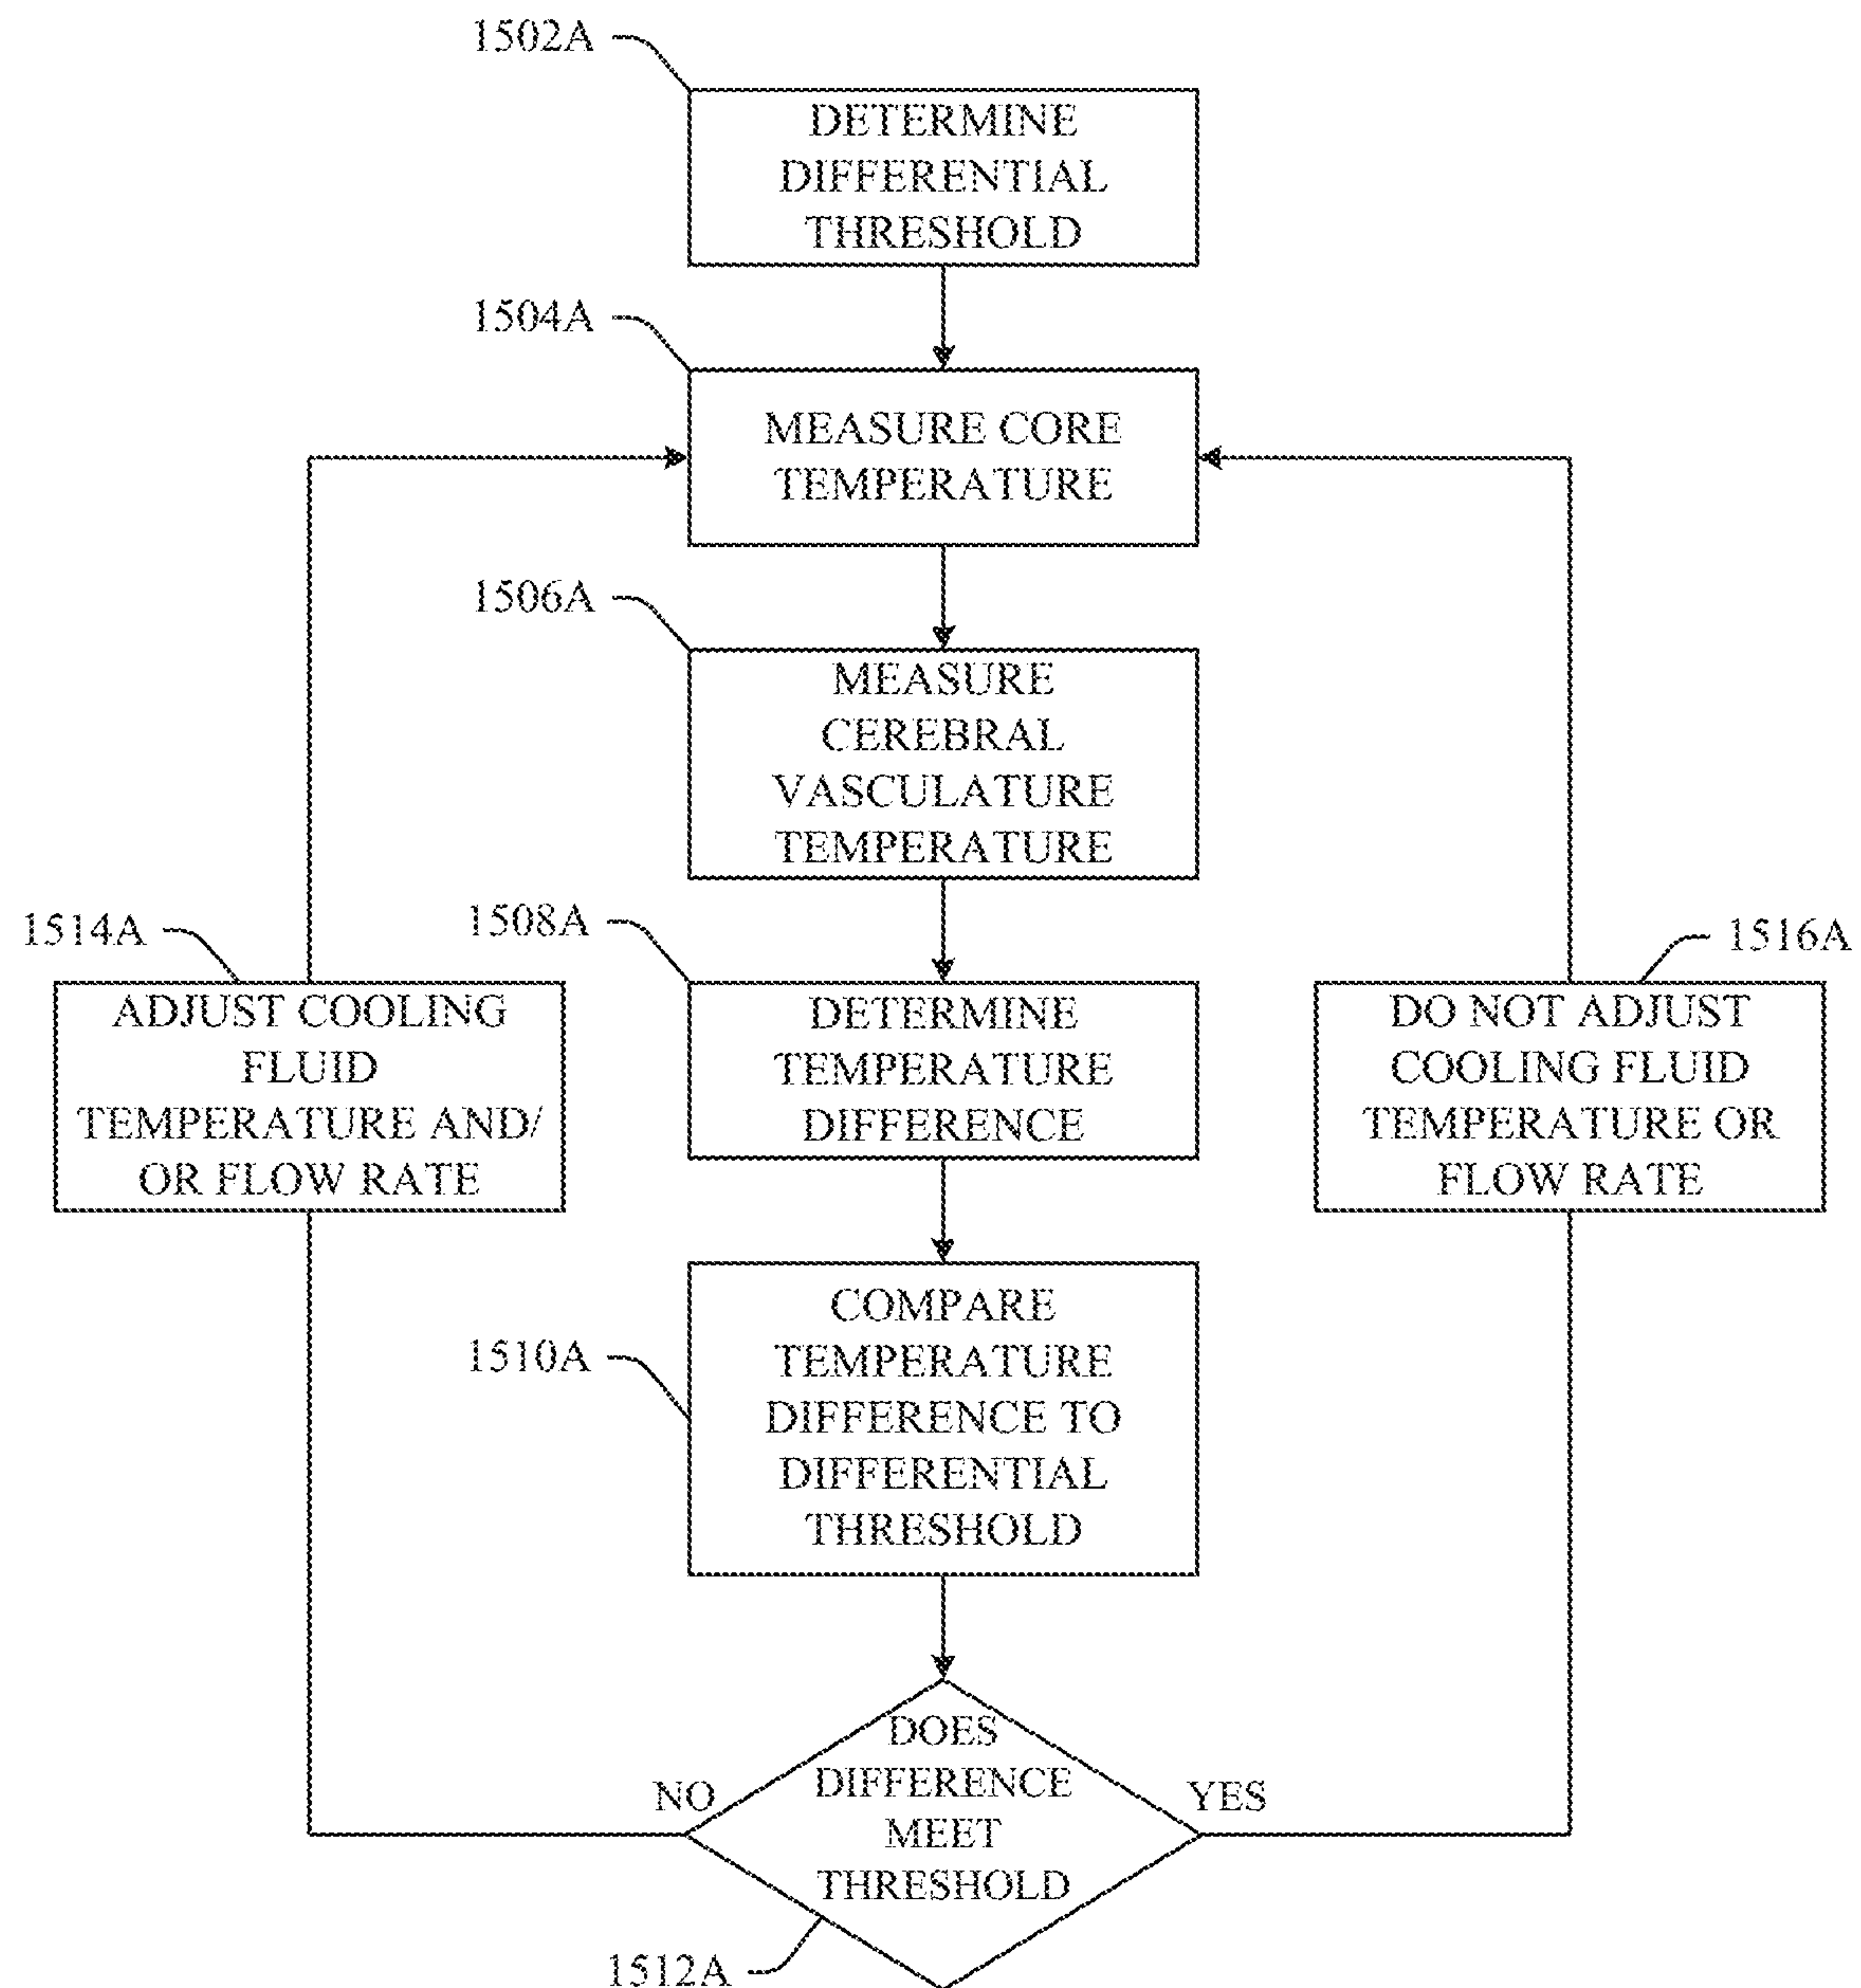 1502A
DETERMINE
DIFFERENTIAL
THRESHOLD
1504A
MEASURE CORE
TEMPERATURE
1506A
MEASURE
CEREBRAL
VASCULATURE
TEMPERATURE
1514A
ADJUST COOLING
FLUID
TEMPERATURE AND/
OR FLOW RATE
1508A
DETERMINE
TEMPERATURE
DIFFERENCE
1516A
DO NOT ADJUST
COOLING FLUID
TEMPERATURE OR
FLOW RATE
1510A
COMPARE
TEMPERATURE
DIFFERENCE TO
DIFFERENTIAL
THRESHOLD
NO
DOES
DIFFERENCE
MEET
THRESHOLD
YES
1512A